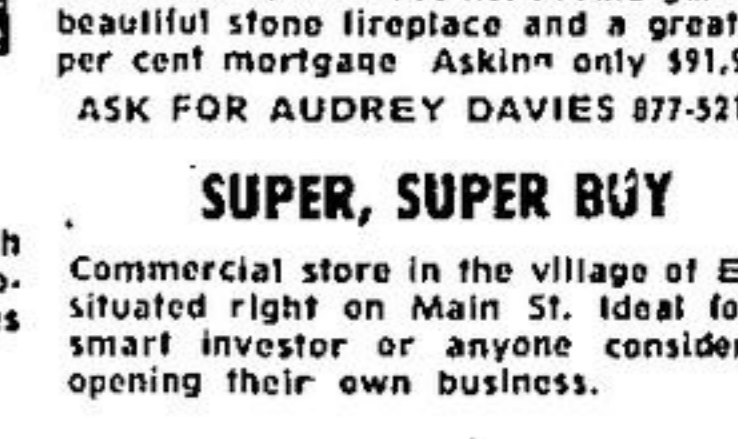 beautiful stone fireplace and a great
per cent mortgage Asking only $91,9
ASK FOR AUDREY DAVIES 877-521
SUPER, SUPER BUY
h
Commercial store in the village of E
situated right on Main St. Ideal fo
s
smart investor or anyone consider
opening their own business.